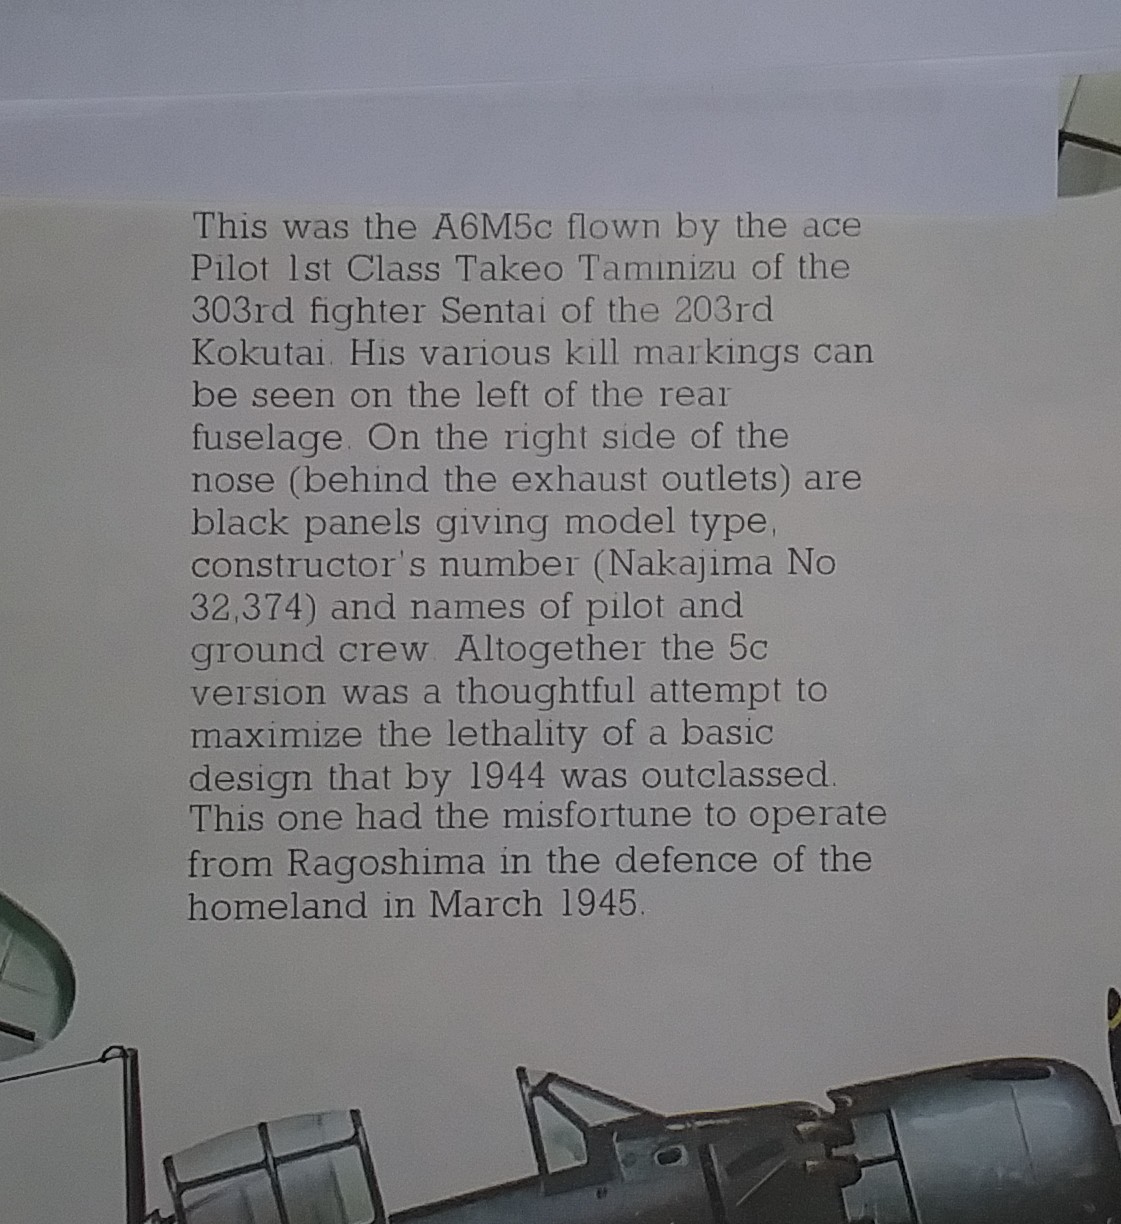 This was the A6M5c flown by the ace
Pilot 1st Class Takeo Taminizu of the
303rd fighter Sentai of the 203rd
Kokutai. His various kill markings can
be seen on the left of the rear
fuselage. On the right side of the
nose (behind the exhaust outlets) are
black panels giving model type,
constructor's number (Nakajima No
32,374) and names of pilot and
ground crew. Altogether the 5c
version was a thoughtful attempt to
maximize the lethality of a basic
design that by 1944 was outclassed.
This one had the misfortune to operate
from Ragoshima in the defence of the
homeland in March 1945.